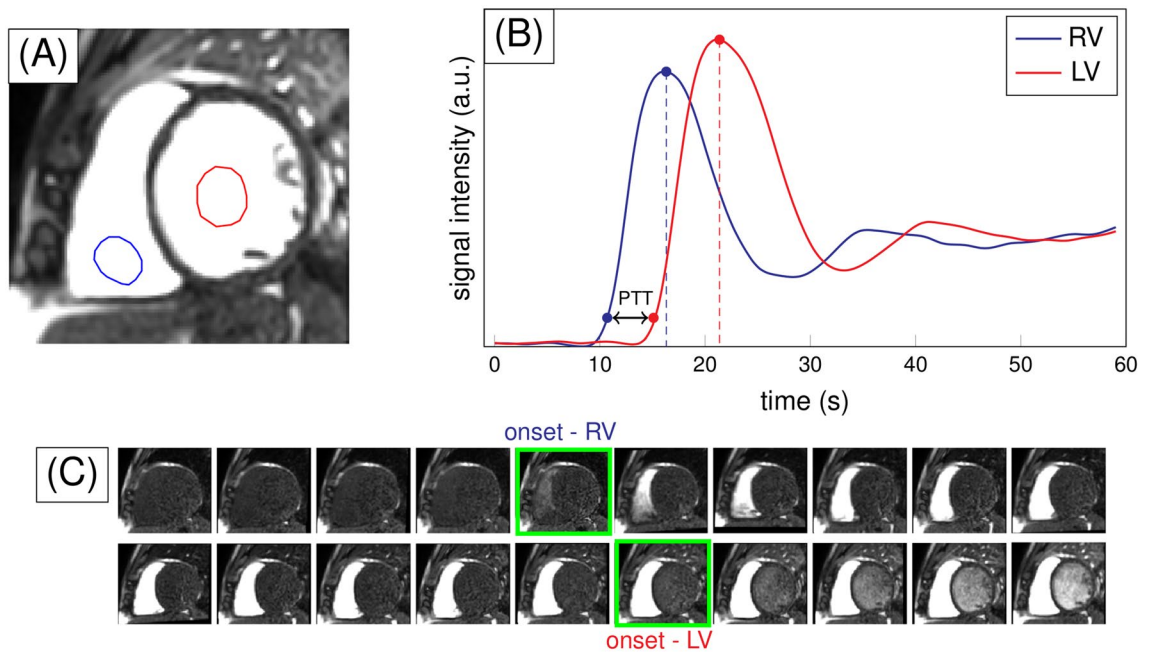 (A)
(B)
RV
LV
signal intensity (a.u.)
PTT
0 10 20 30 40 50 60
time (s)
(C)
onset - RV
onset - LV